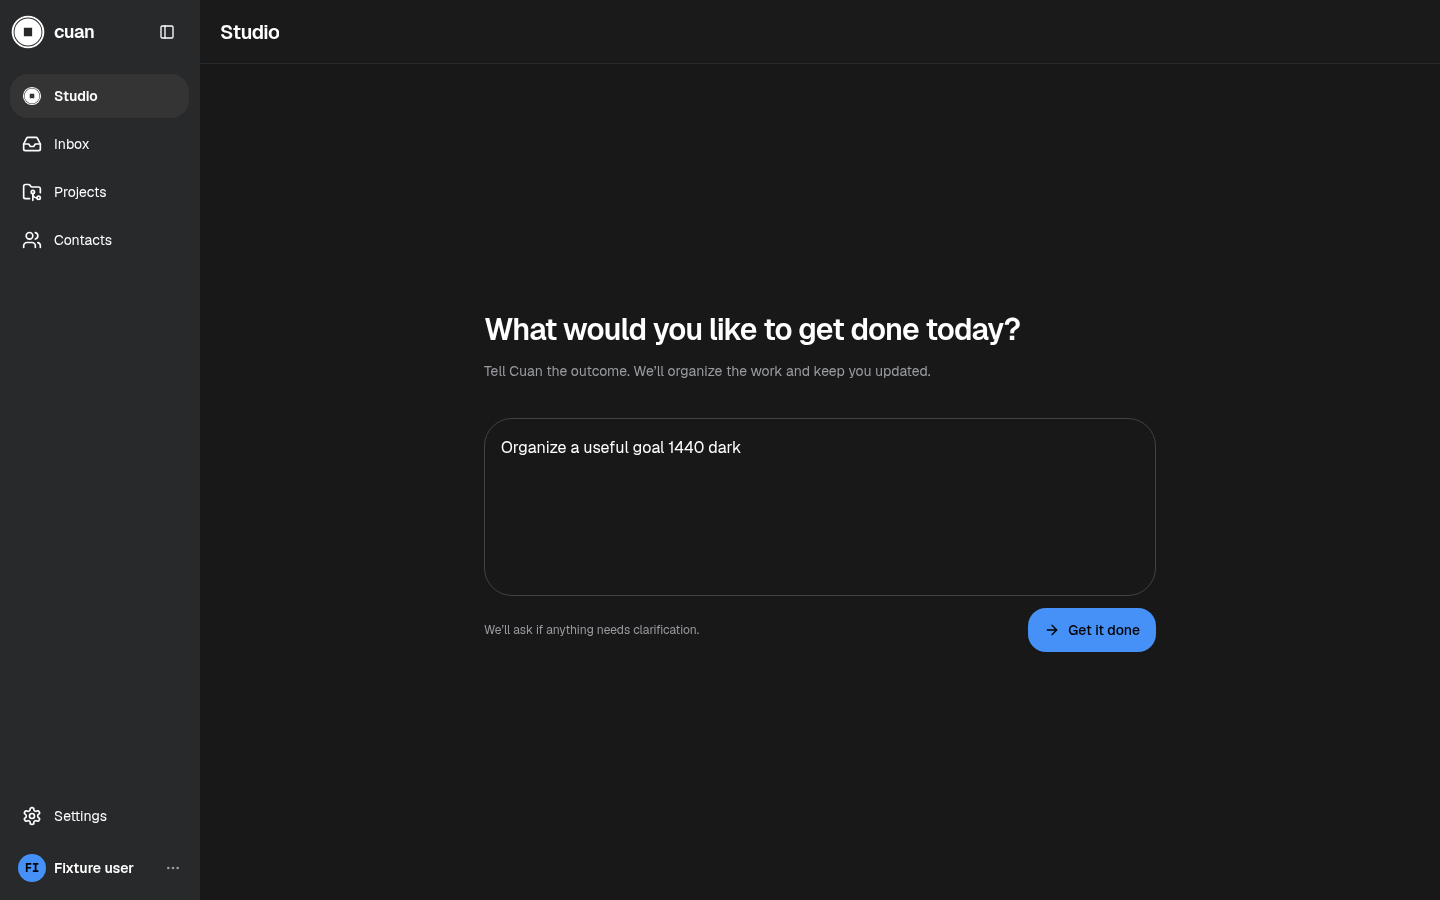 cuan
Studio
Studio
Inbox
Projects
Contacts
What would you like to get done today?
Tell Cuan the outcome. We’ll organize the work and keep you updated.
Organize a useful goal 1440 dark
We’ll ask if anything needs clarification.
Get it done
Settings
FI
Fixture user